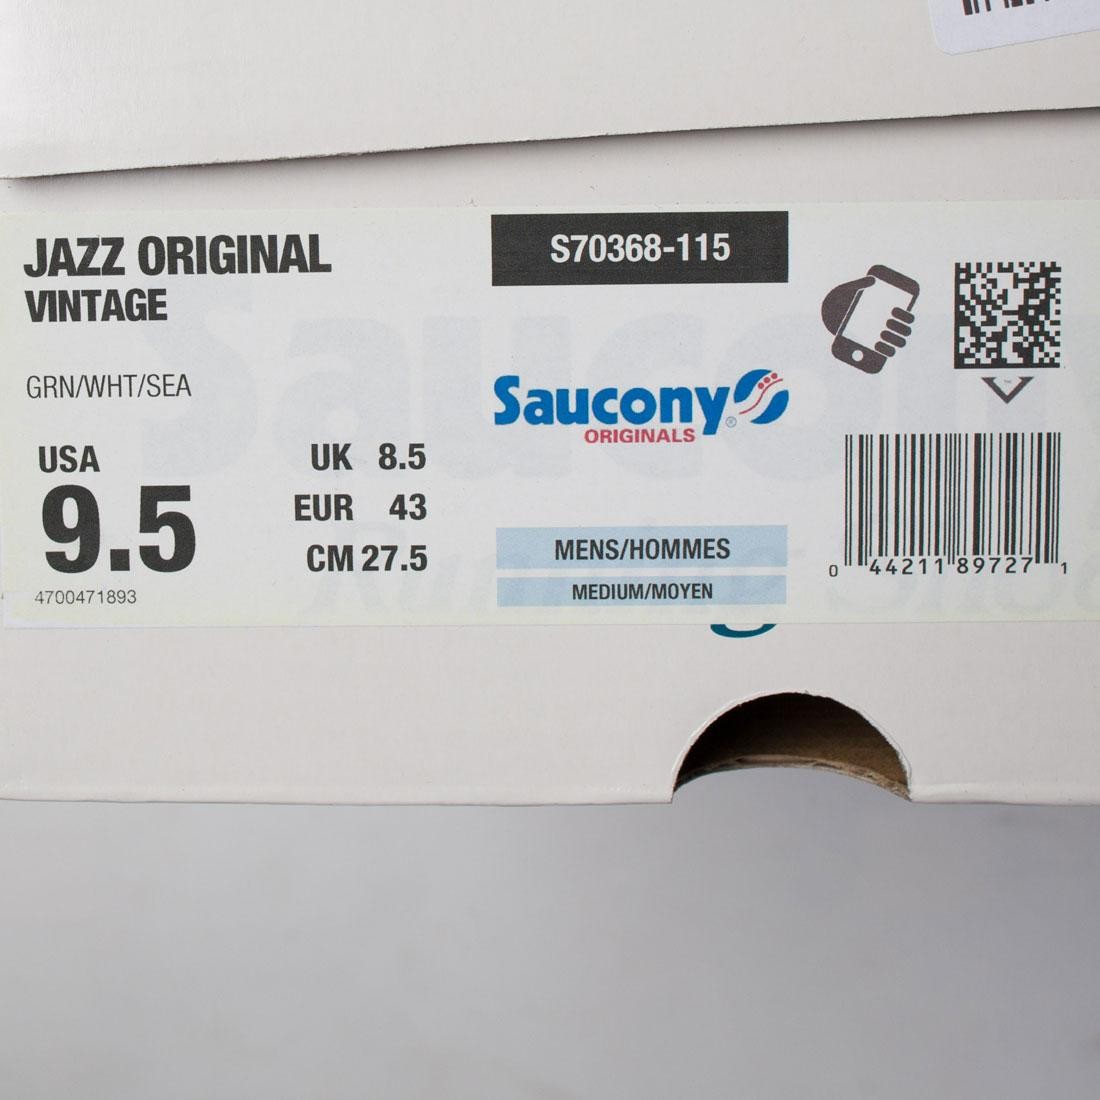 JAZZ ORIGINAL
VINTAGE
GRN/WHT/SEA
USA
9.5
UK 8.5
EUR 43
CM 27.5
4700471893
S70368-115
Saucony®
ORIGINALS
MENS/HOMMES
MEDIUM/MOYEN
™
0 44211 89727 1